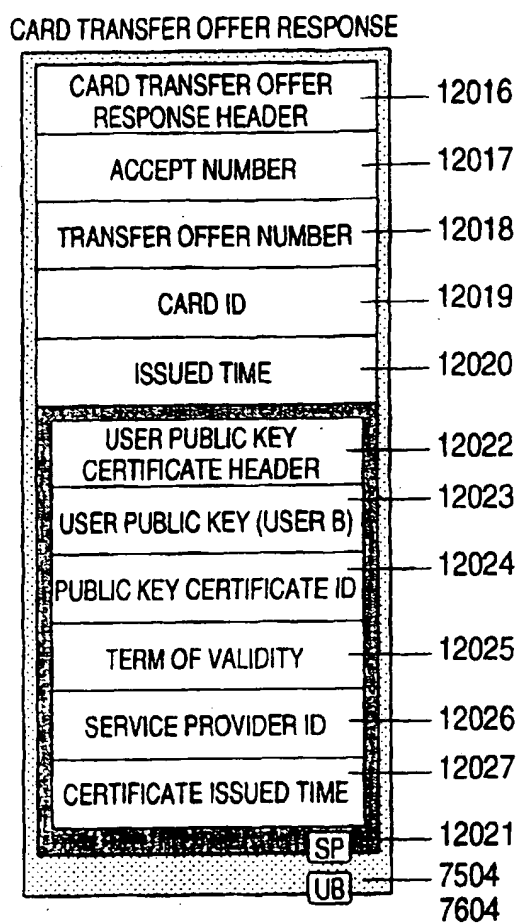 CARD TRANSFER OFFER RESPONSE
CARD TRANSFER OFFER
RESPONSE HEADER
12016
ACCEPT NUMBER
12017
TRANSFER OFFER NUMBER
12018
CARD ID
12019
ISSUED TIME
12020
USER PUBLIC KEY
CERTIFICATE HEADER
12022
USER PUBLIC KEY (USER B)
12023
PUBLIC KEY CERTIFICATE ID
12024
TERM OF VALIDITY
12025
SERVICE PROVIDER ID
12026
CERTIFICATE ISSUED TIME
12027
SP
12021
UB
7504
7604